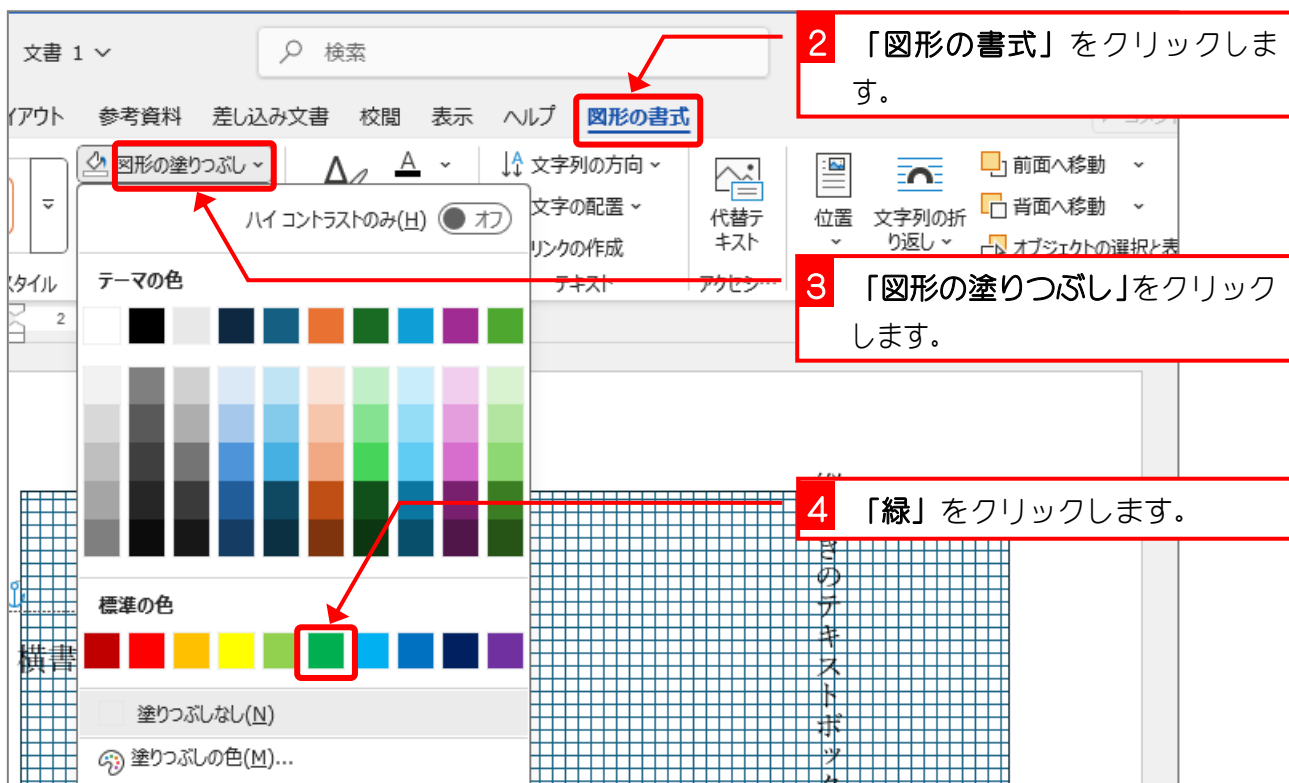 文書 1
検索
2 「図形の書式」をクリックしま
す。
イアウト 参考資料 差し込み文書 校閲 表示 ヘルプ 図形の書式
図形の塗りつぶし
A A
文字列の方向
前面へ移動
文字の配置
背面へ移動
リンクの作成
オブジェクトの選択と表
代替テ
キスト
位置
文字列の折
り返し
スタイル
テキスト
アクセシ…
ハイ コントラストのみ(H) オフ
3 「図形の塗りつぶし」をクリック
します。
テーマの色
2
4 「緑」をクリックします。
標準の色
横書
きのテキストボック
塗りつぶしなし(N)
塗りつぶしの色(M)...